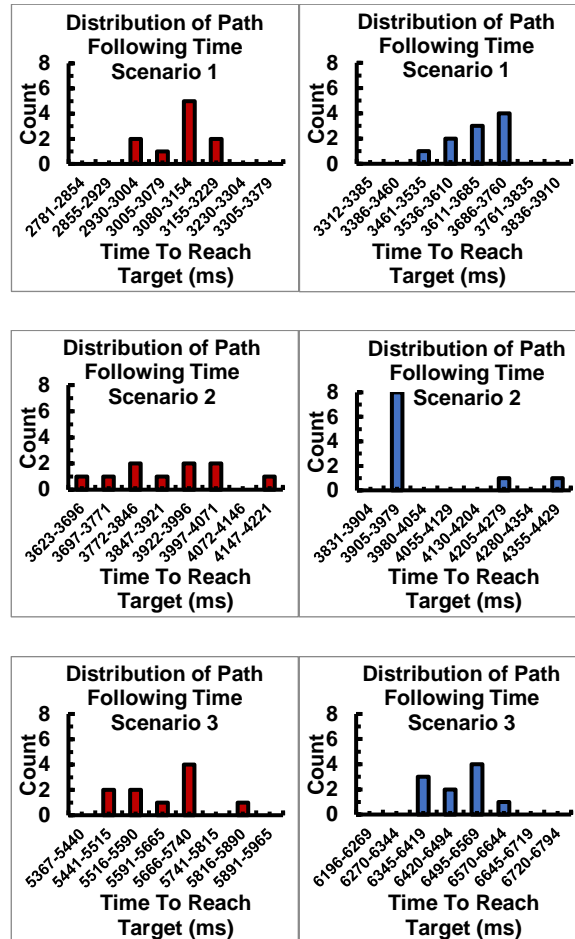 Distribution of Path
Following Time
Scenario 1
Count
8
6
4
2
0
2781-2854
2855-2929
2930-3004
3005-3079
3080-3154
3155-3229
3230-3304
3305-3379
Time To Reach
Target (ms)
Distribution of Path
Following Time
Scenario 1
Count
8
6
4
2
0
3312-3385
3386-3460
3461-3535
3536-3610
3611-3685
3686-3760
3761-3835
3836-3910
Time To Reach
Target (ms)
Distribution of Path
Following Time
Scenario 2
Count
8
6
4
2
0
3623-3696
3697-3771
3772-3846
3847-3921
3922-3996
3997-4071
4072-4146
4147-4221
Time To Reach
Target (ms)
Distribution of Path
Following Time
Scenario 2
Count
8
6
4
2
0
3831-3904
3905-3979
3980-4054
4055-4129
4130-4204
4205-4279
4280-4354
4355-4429
Time To Reach
Target (ms)
Distribution of Path
Following Time
Scenario 3
Count
8
6
4
2
0
5367-5440
5441-5515
5516-5590
5591-5665
5666-5740
5741-5815
5816-5890
5891-5965
Time To Reach
Target (ms)
Distribution of Path
Following Time
Scenario 3
Count
8
6
4
2
0
6196-6269
6270-6344
6345-6419
6420-6494
6495-6569
6570-6644
6645-6719
6720-6794
Time To Reach
Target (ms)